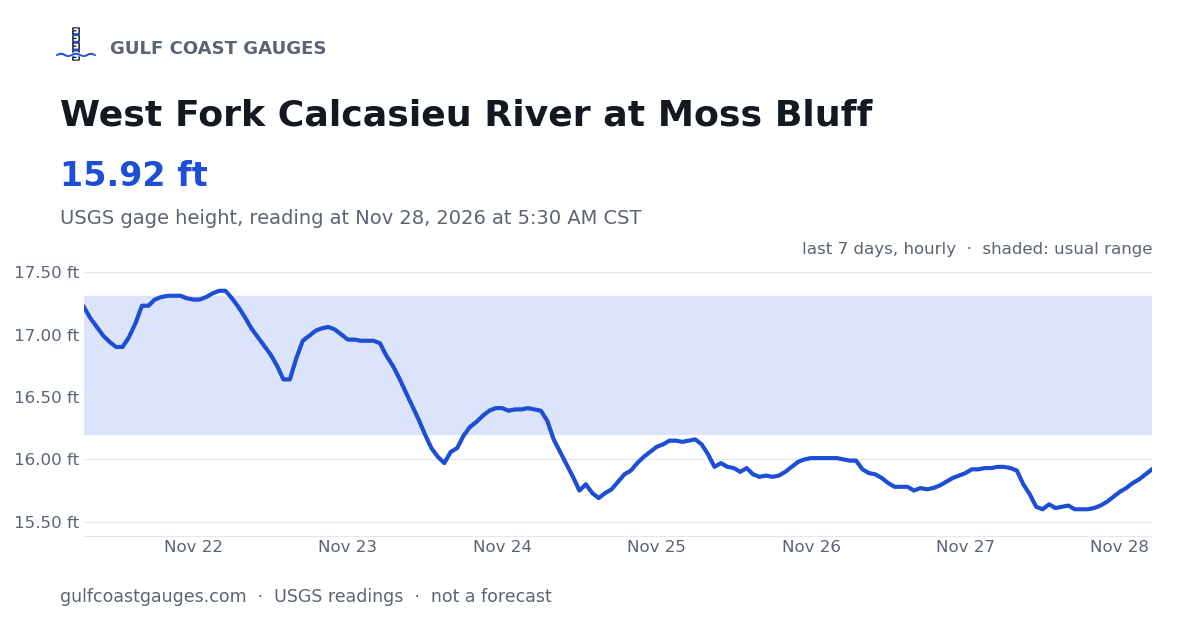 GULF COAST GAUGES
West Fork Calcasieu River at Moss Bluff
15.92 ft
USGS gage height, reading at Nov 28, 2026 at 5:30 AM CST
last 7 days, hourly · shaded: usual range
17.50 ft
17.00 ft
16.50 ft
16.00 ft
15.50 ft
Nov 22 Nov 23 Nov 24 Nov 25 Nov 26 Nov 27 Nov 28
gulfcoastgauges.com · USGS readings · not a forecast